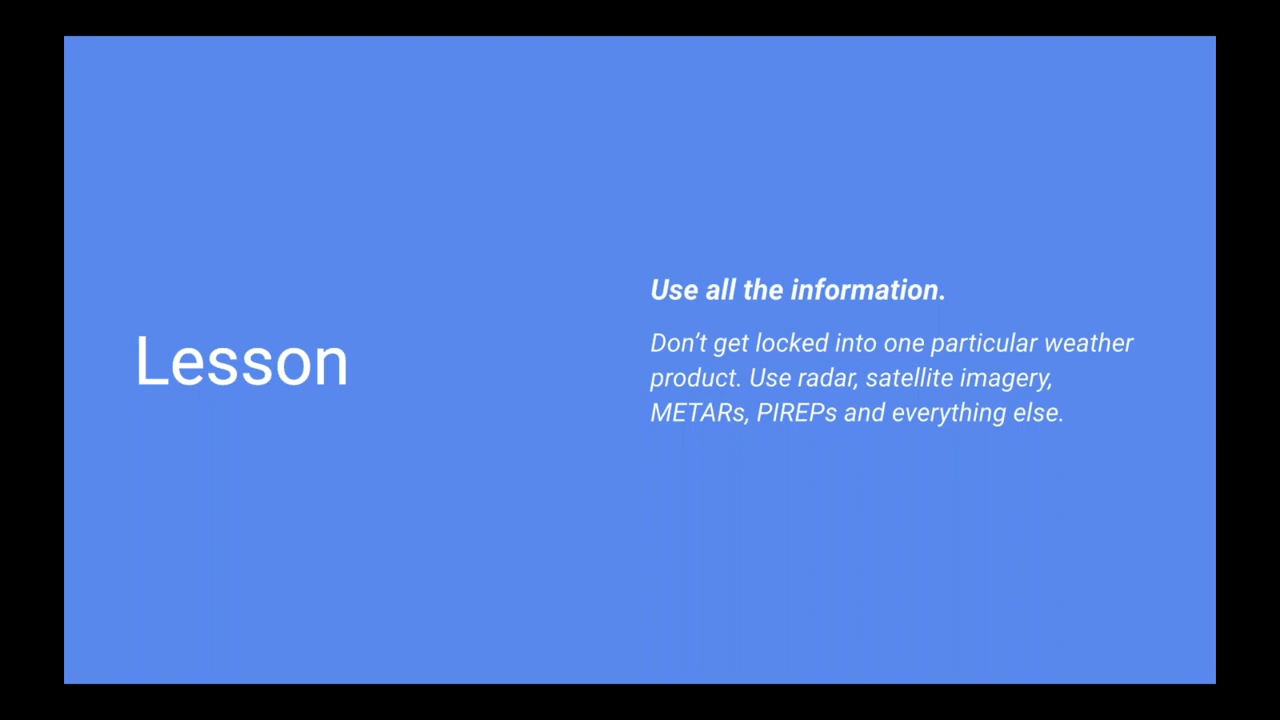 Lesson
Use all the information.
Don’t get locked into one particular weather
product. Use radar, satellite imagery,
METARs, PIREPs and everything else.